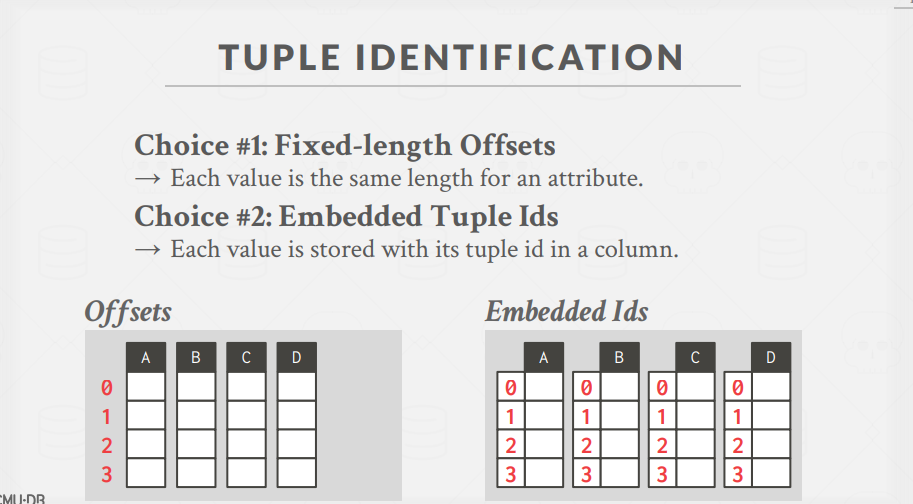 TUPLE IDENTIFICATION
Choice #1: Fixed-length Offsets
→ Each value is the same length for an attribute.
Choice #2: Embedded Tuple Ids
→ Each value is stored with its tuple id in a column.
Offsets
A B C D
0
1
2
3
Embedded Ids
A B C D
0 0 0 0
1 1 1 1
2 2 2 2
3 3 3 3
CMU·DB